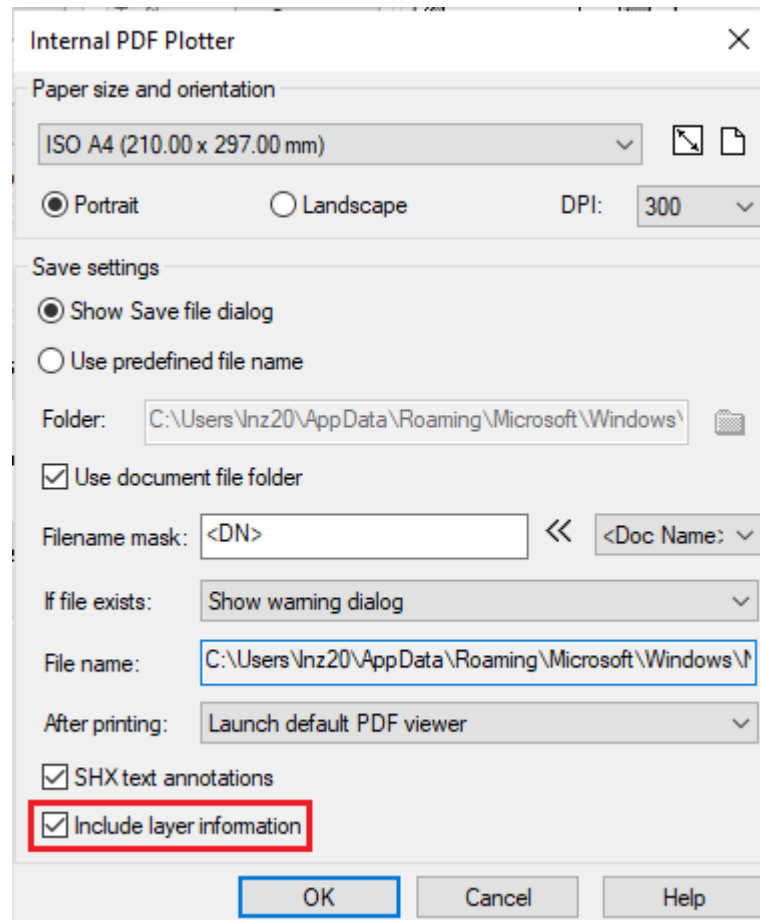 Internal PDF Plotter
Paper size and orientation
ISO A4 (210.00 x 297.00 mm)
Portrait Landscape DPI: 300
Save settings
Show Save file dialog
Use predefined file name
Folder: C:\Users\lnz20\AppData\Roaming\Microsoft\Windows\
Use document file folder
Filename mask: <DN> << <Doc Name:
If file exists: Show warning dialog
File name: C:\Users\lnz20\AppData\Roaming\Microsoft\Windows\
After printing: Launch default PDF viewer
SHX text annotations
Include layer information
OK Cancel Help